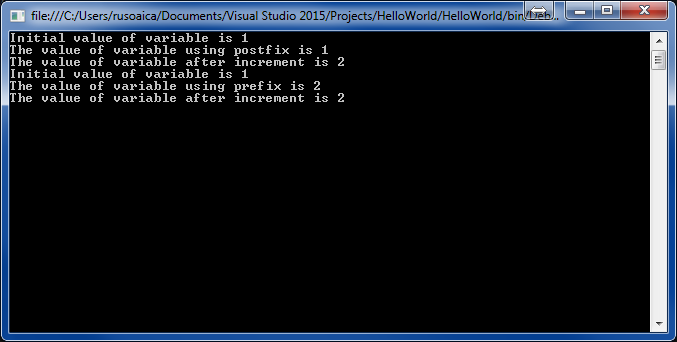 file:///C:/Users/rusoaica/Documents/Visual Studio 2015/Projects/HelloWorld/HelloWorld/bin/Deb...
Initial value of variable is 1
The value of variable using postfix is 1
The value of variable after increment is 2
Initial value of variable is 1
The value of variable using prefix is 2
The value of variable after increment is 2